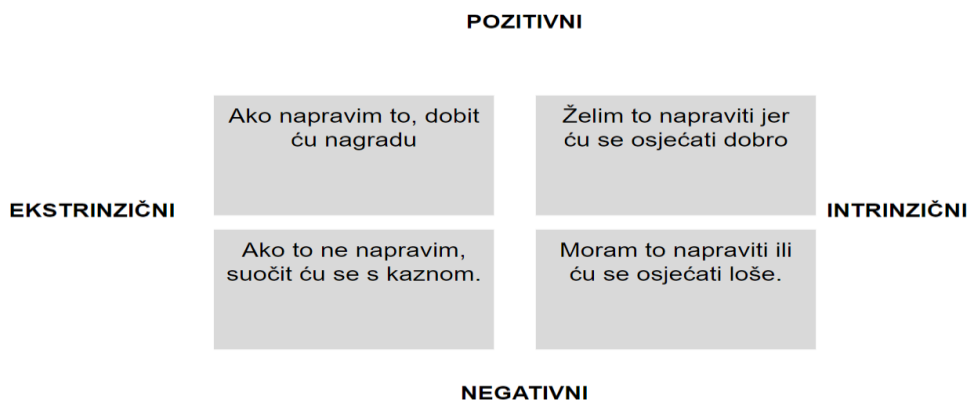 POZITIVNI
Ako napravim to, dobit
ću nagradu
Želim to napraviti jer
ću se osjećati dobro
EKSTRINZIČNI
INTRINZIČNI
Ako to ne napravim,
suočit ću se s kaznom.
Moram to napraviti ili
ću se osjećati loše.
NEGATIVNI